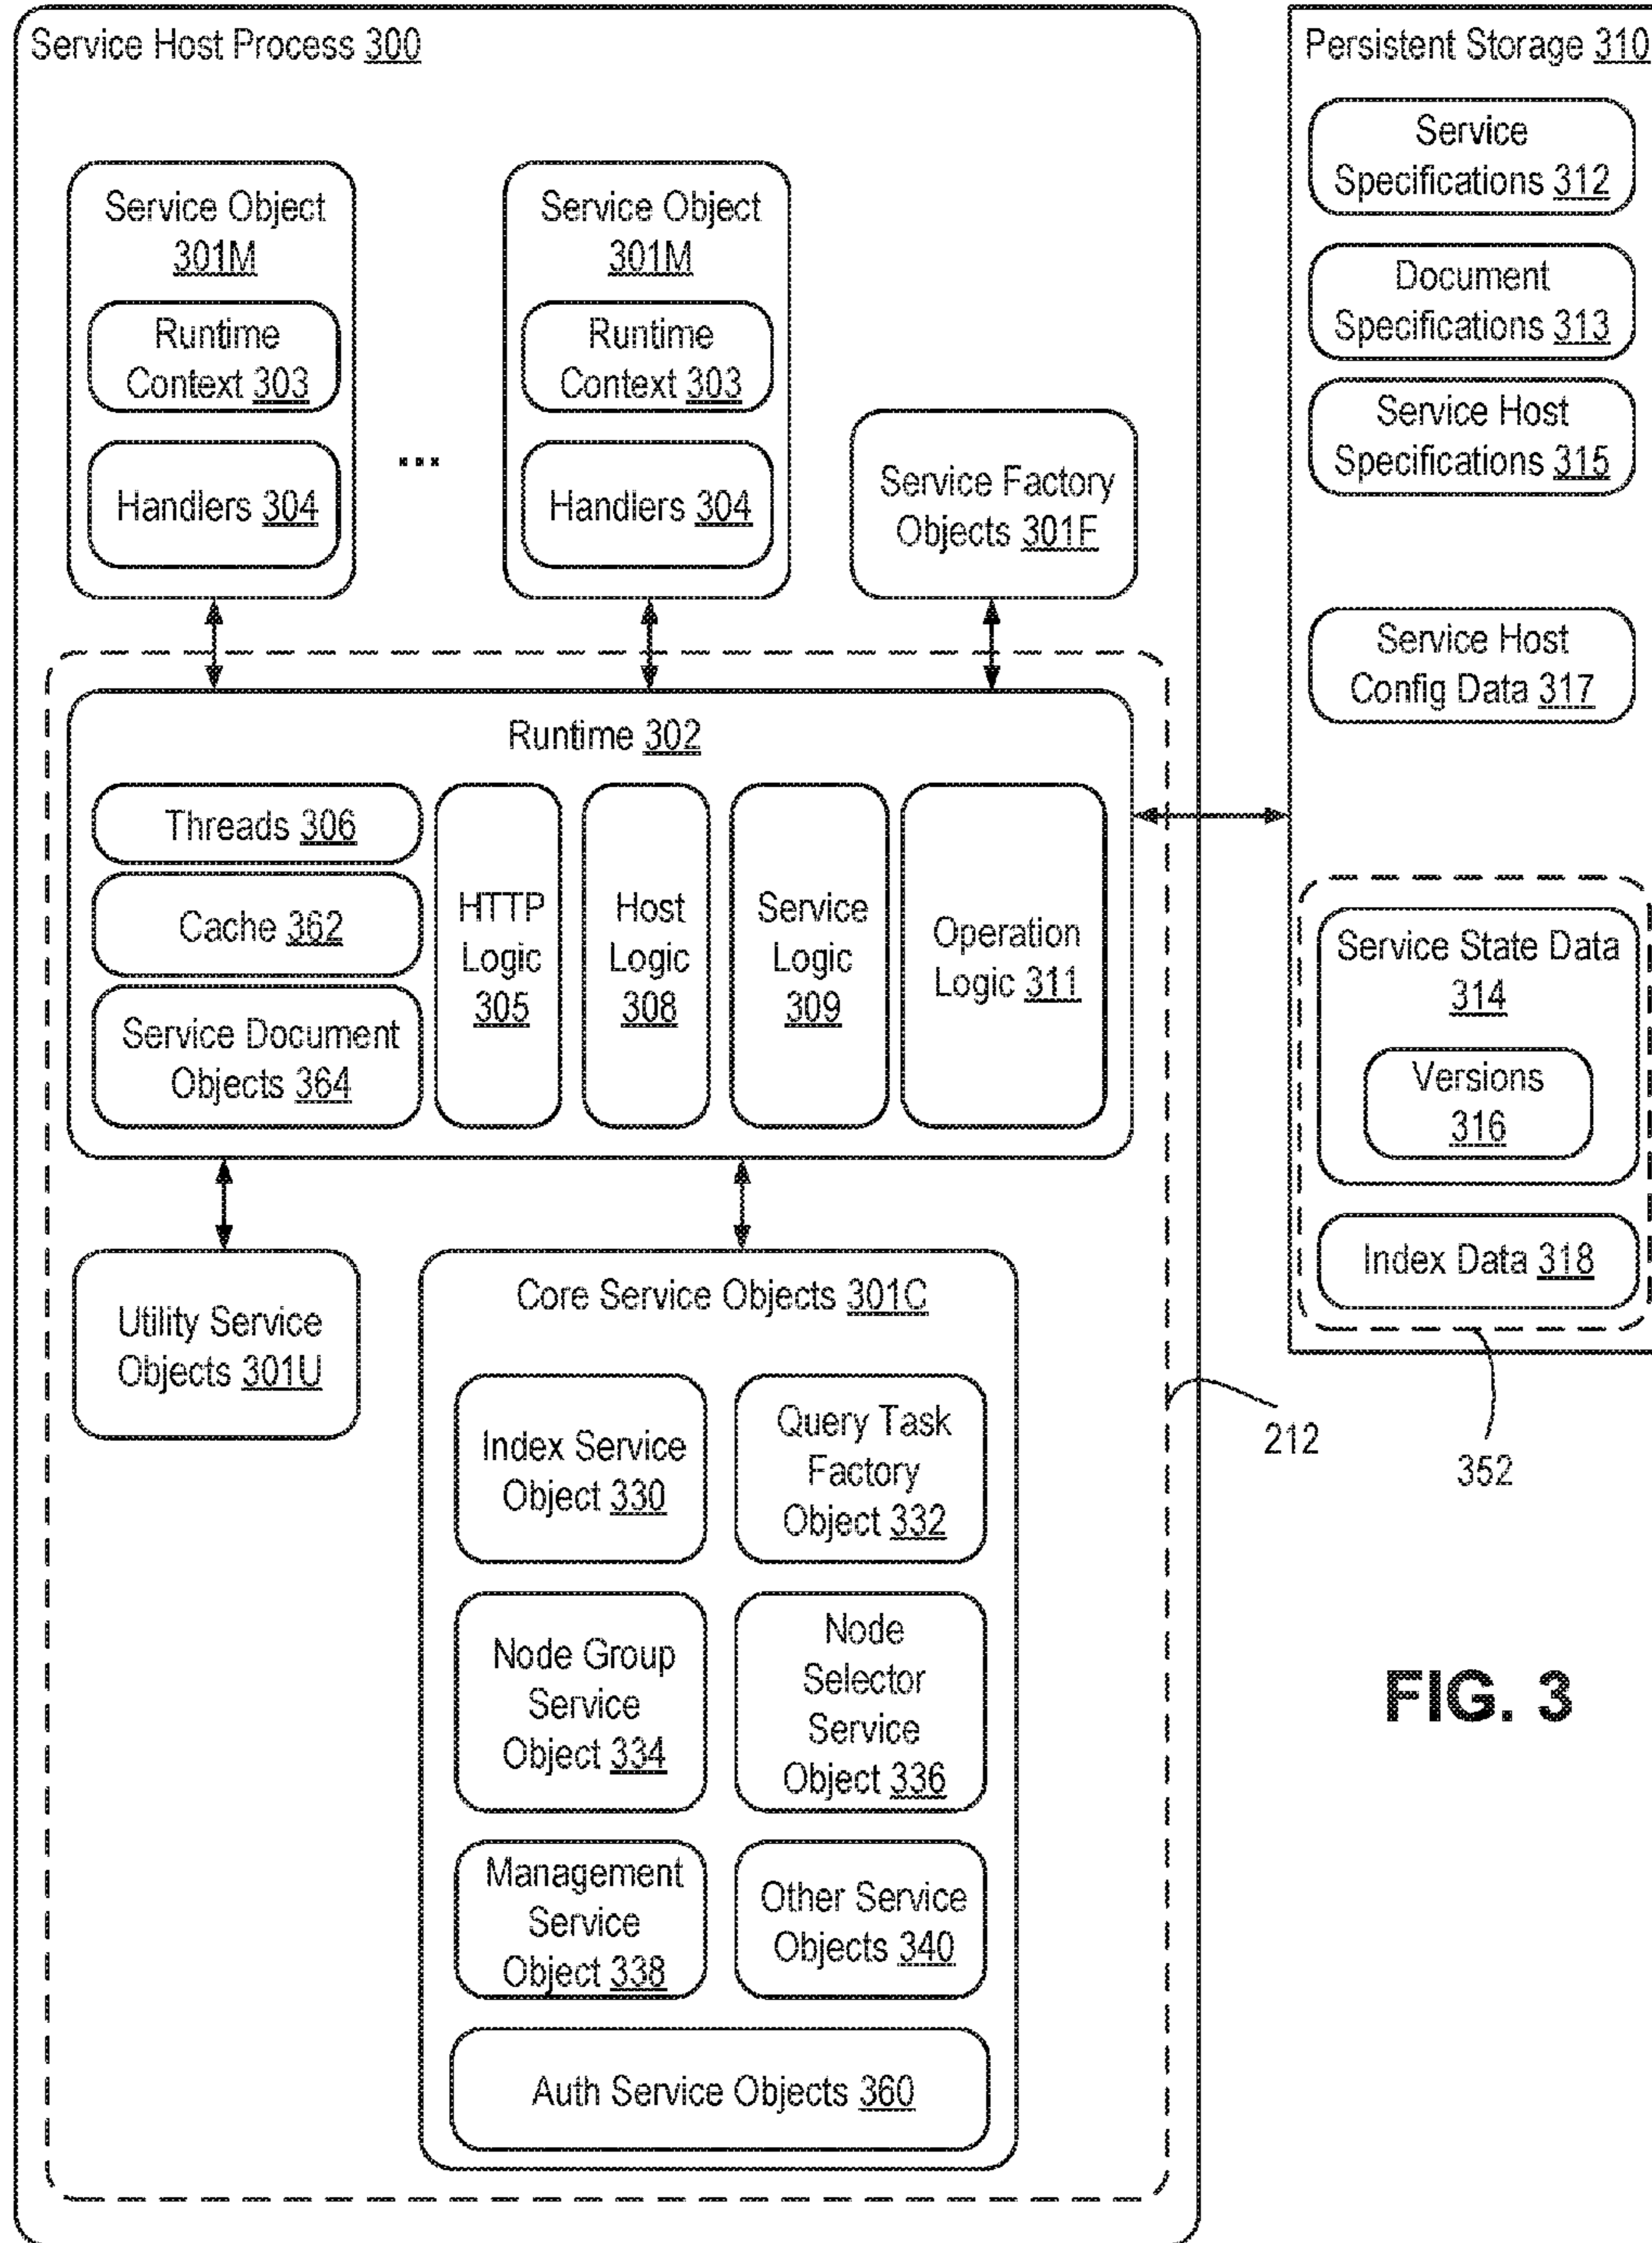 Service Host Process 300
Service Object
301M
Runtime
Context 303
Handlers 304
...
Service Object
301M
Runtime
Context 303
Handlers 304
Service Factory
Objects 301F
Runtime 302
Threads 306
Cache 362
Service Document
Objects 364
HTTP
Logic
305
Host
Logic
308
Service
Logic
309
Operation
Logic 311
Utility Service
Objects 301U
Core Service Objects 301C
Index Service
Object 330
Query Task
Factory
Object 332
Node Group
Service
Object 334
Node
Selector
Service
Object 336
Management
Service
Object 338
Other Service
Objects 340
Auth Service Objects 360
212
Persistent Storage 310
Service
Specifications 312
Document
Specifications 313
Service Host
Specifications 315
Service Host
Config Data 317
Service State Data
314
Versions
316
Index Data 318
352
FIG. 3